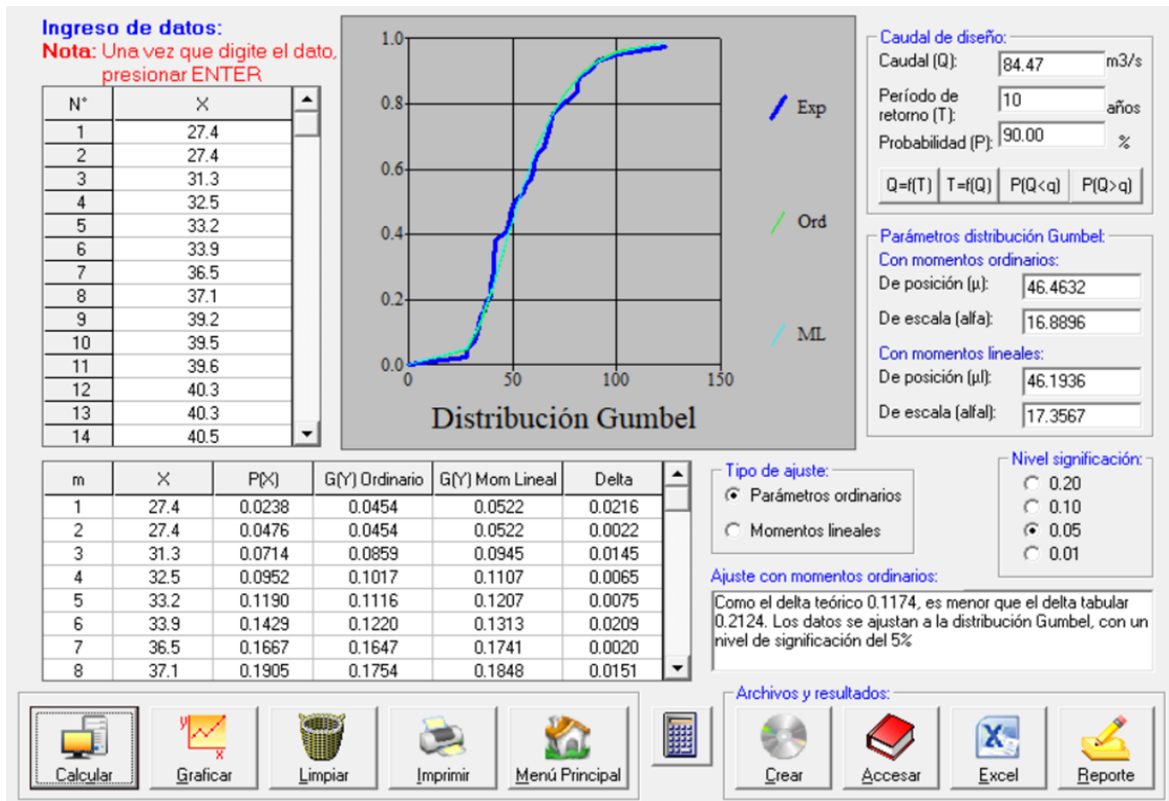 Ingreso de datos:
Nota: Una vez que digite el dato,
presionar ENTER
N° X
1 27.4
2 27.4
3 31.3
4 32.5
5 33.2
6 33.9
7 36.5
8 37.1
9 39.2
10 39.5
11 39.6
12 40.3
13 40.3
14 40.5
1.0
0.8
0.6
0.4
0.2
0.0
0 50 100 150
Exp
Ord
ML
Distribución Gumbel
Caudal de diseño:
Caudal (Q): 84.47 m3/s
Período de
retorno (T): 10 años
Probabilidad (P): 90.00 %
Q=f(T) T=f(Q) P(Q<q) P(Q>q)
Parámetros distribución Gumbel:
Con momentos ordinarios:
De posición (μ): 46.4632
De escala (alfa): 16.8896
Con momentos lineales:
De posición (μl): 46.1936
De escala (alfal): 17.3567
m X P(X) G(Y) Ordinario G(Y) Mom Lineal Delta
1 27.4 0.0238 0.0454 0.0522 0.0216
2 27.4 0.0476 0.0454 0.0522 0.0022
3 31.3 0.0714 0.0859 0.0945 0.0145
4 32.5 0.0952 0.1017 0.1107 0.0065
5 33.2 0.1190 0.1116 0.1207 0.0075
6 33.9 0.1429 0.1220 0.1313 0.0209
7 36.5 0.1667 0.1647 0.1741 0.0020
8 37.1 0.1905 0.1754 0.1848 0.0151
Tipo de ajuste:
Parámetros ordinarios
Momentos lineales
Nivel significación:
0.20
0.10
0.05
0.01
Ajuste con momentos ordinarios:
Como el delta teórico 0.1174, es menor que el delta tabular
0.2124. Los datos se ajustan a la distribución Gumbel, con un
nivel de significación del 5%
Calcular Graficar Limpiar Imprimir Menú Principal
Archivos y resultados:
Crear Accesar Excel Reporte